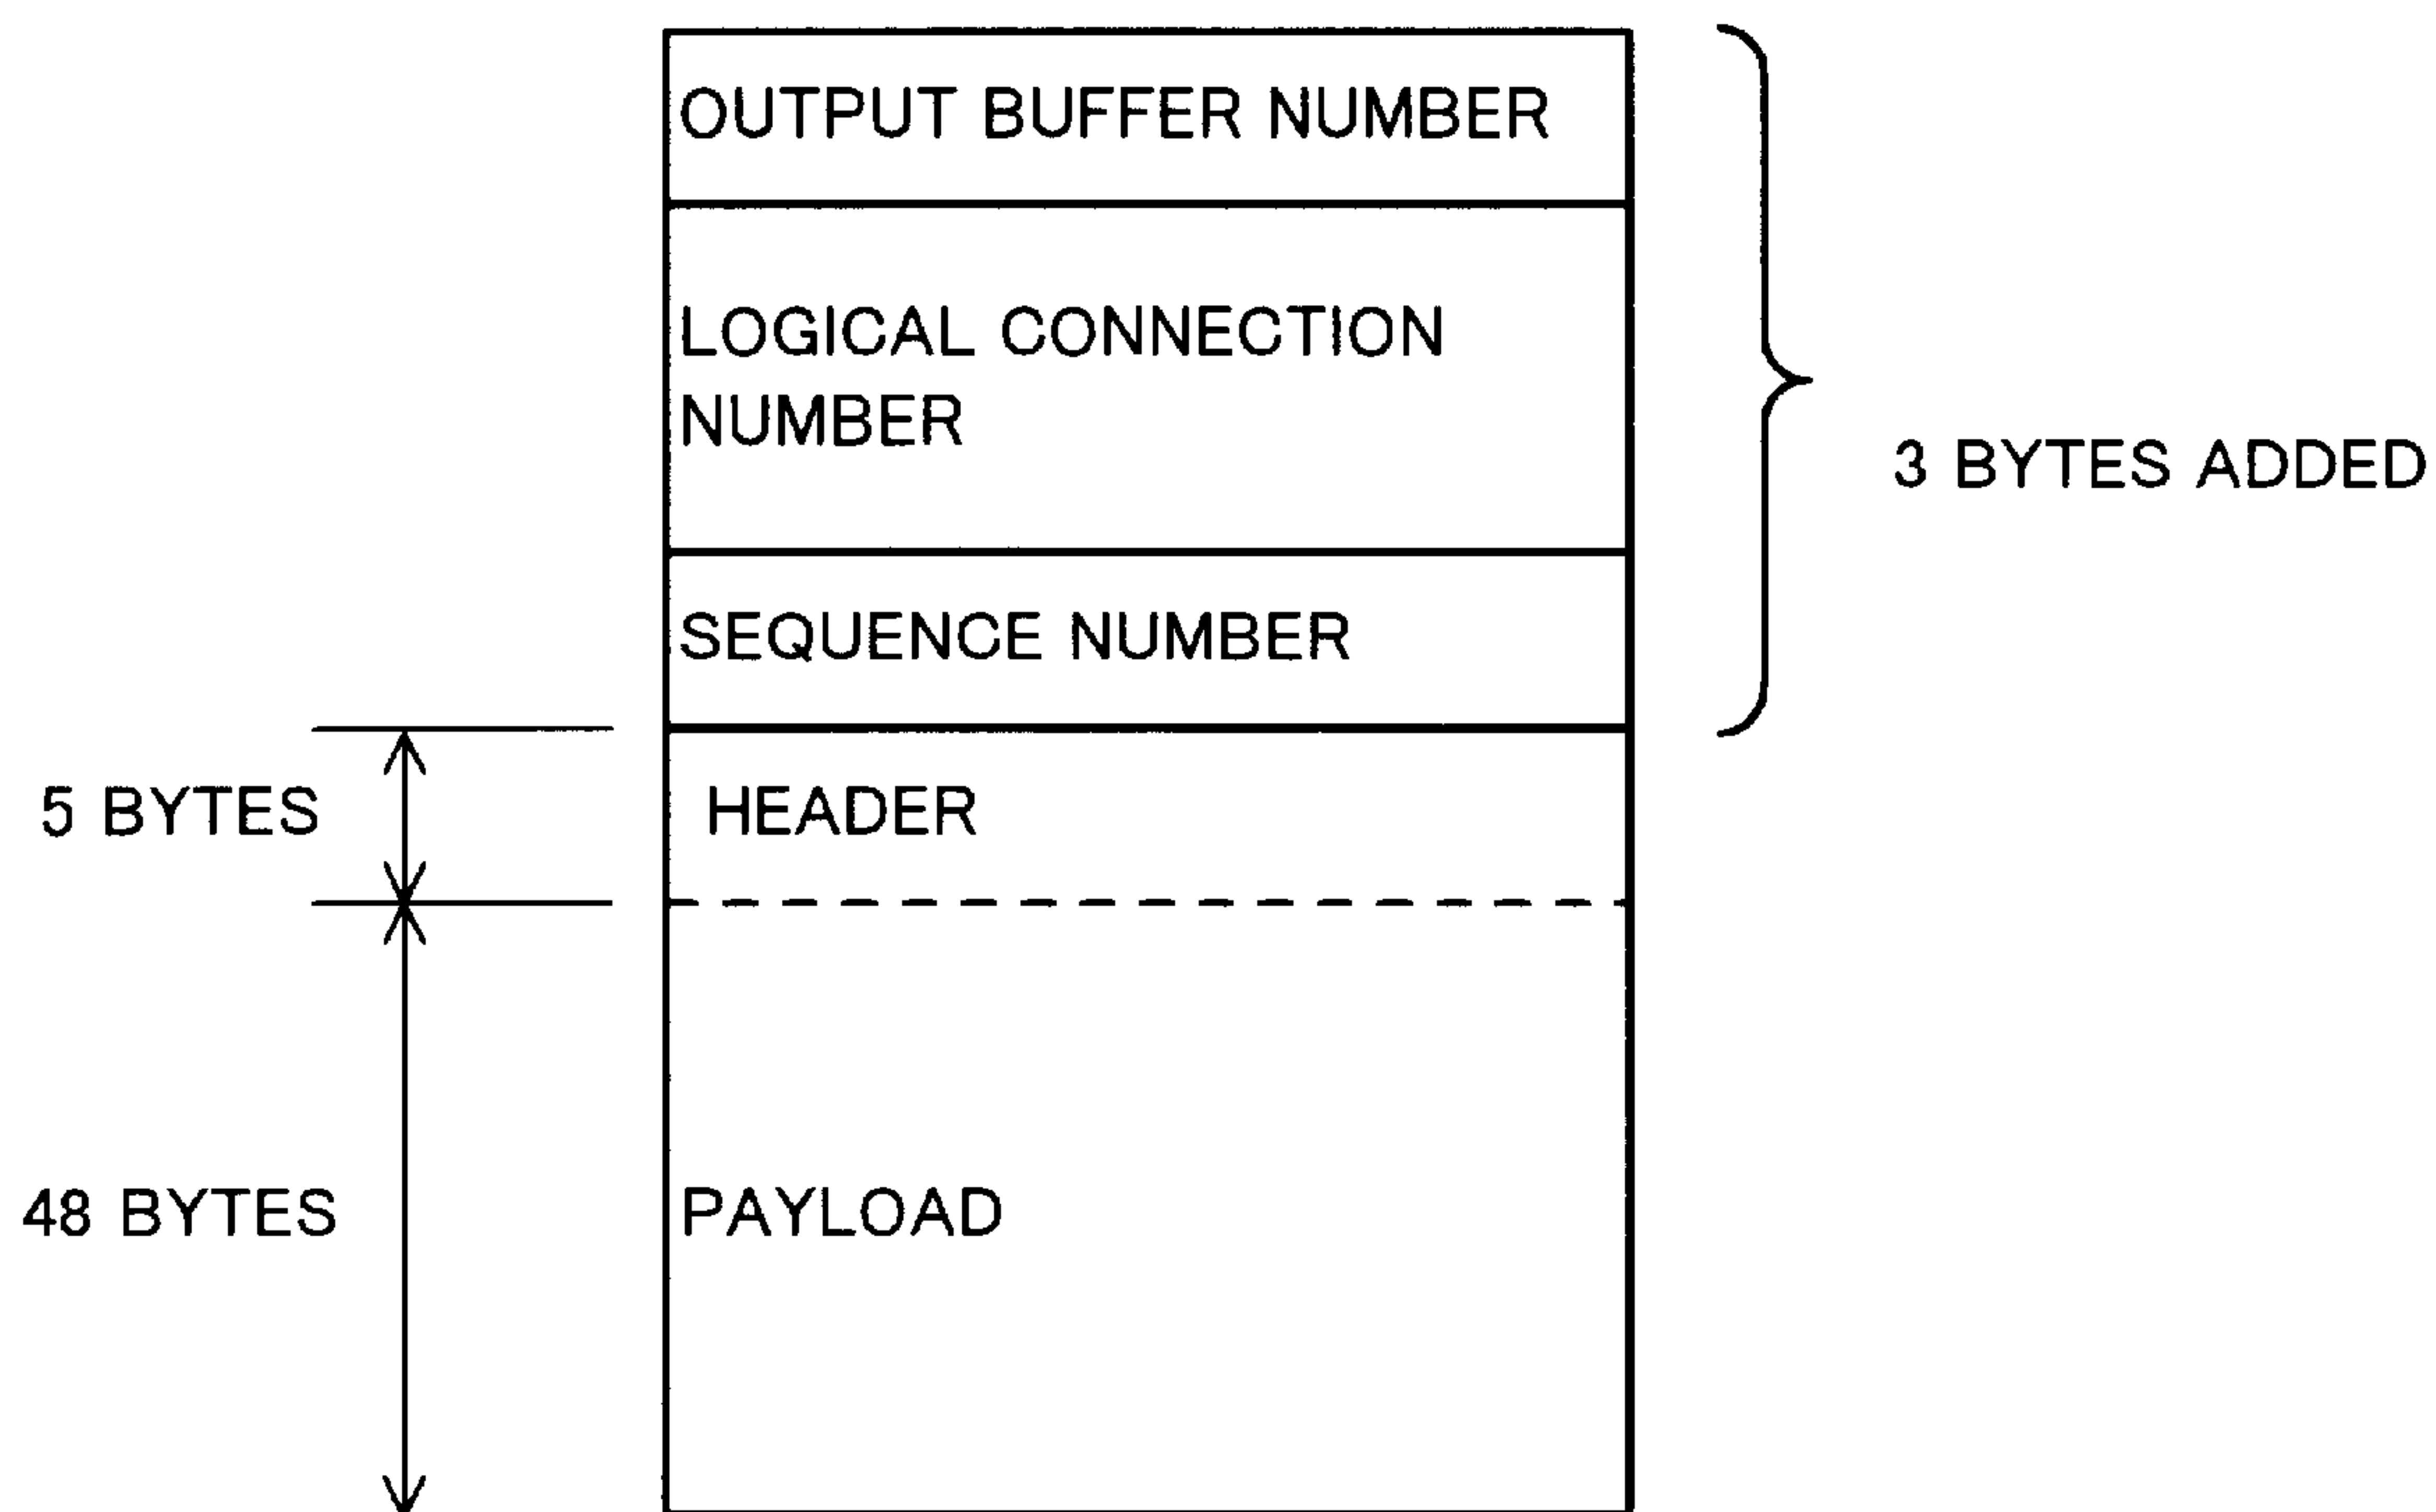 OUTPUT BUFFER NUMBER
LOGICAL CONNECTION
NUMBER
3 BYTES ADDED
SEQUENCE NUMBER
5 BYTES
HEADER
48 BYTES
PAYLOAD